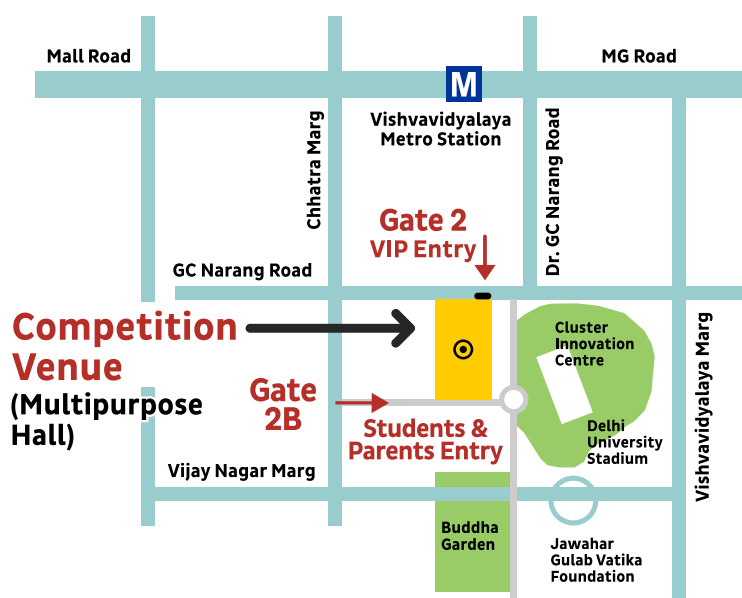 Mall Road
MG Road
M
Vishvavidyalaya
Metro Station
Chhatra Marg
Dr. GC Narang Road
Gate 2
VIP Entry
GC Narang Road
Competition
Venue
(Multipurpose
Hall)
Cluster
Innovation
Centre
Vishvavidyalaya Marg
Gate
2B
Students &
Parents Entry
Delhi
University
Stadium
Vijay Nagar Marg
Buddha
Garden
Jawahar
Gulab Vatika
Foundation